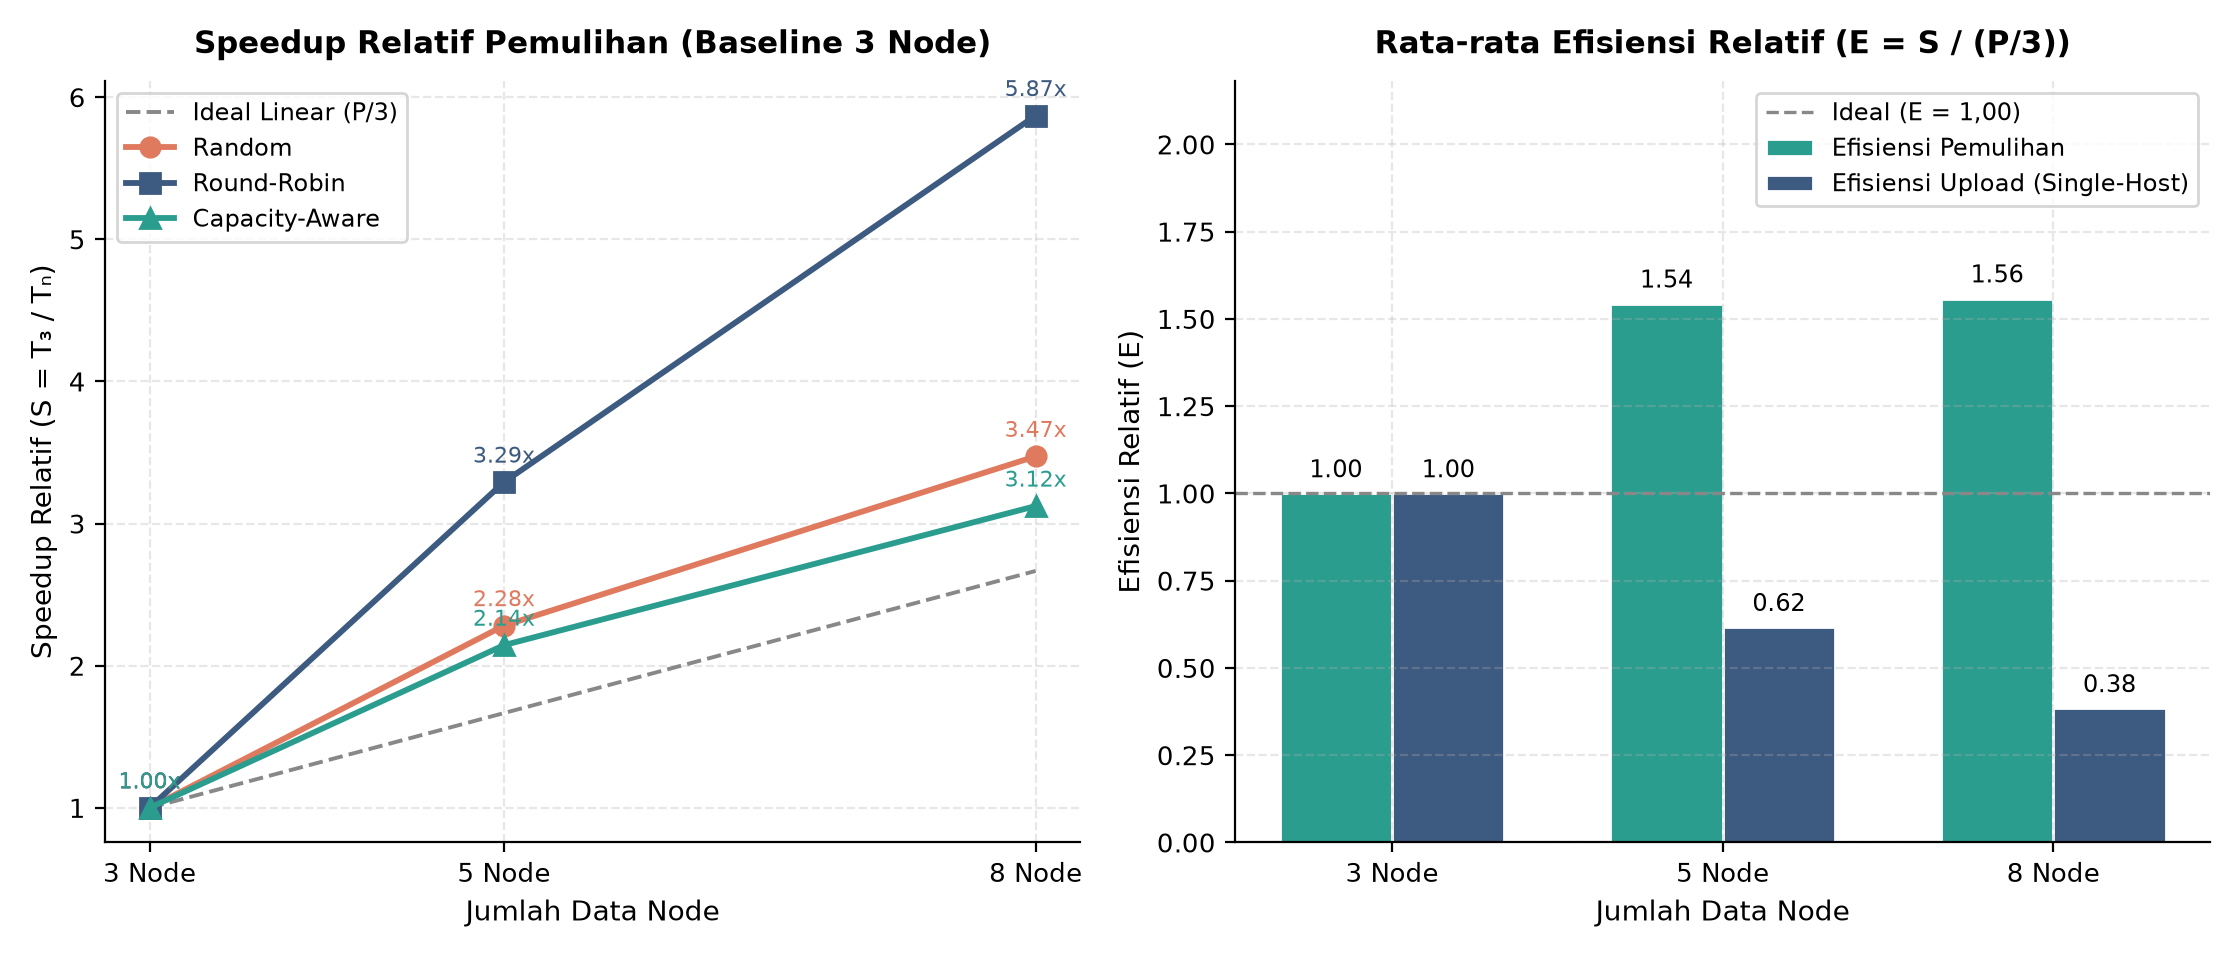 Speedup Relatif Pemulihan (Baseline 3 Node)
Speedup Relatif (S = T₃ / Tₙ)
6
5
4
3
2
1
Ideal Linear (P/3)
Random
Round-Robin
Capacity-Aware
1.00x
3.29x
2.28x
2.14x
5.87x
3.47x
3.12x
3 Node
5 Node
8 Node
Jumlah Data Node
Rata-rata Efisiensi Relatif (E = S / (P/3))
Efisiensi Relatif (E)
2.00
1.75
1.50
1.25
1.00
0.75
0.50
0.25
0.00
Ideal (E = 1,00)
Efisiensi Pemulihan
Efisiensi Upload (Single-Host)
1.00
1.00
1.54
0.62
1.56
0.38
3 Node
5 Node
8 Node
Jumlah Data Node